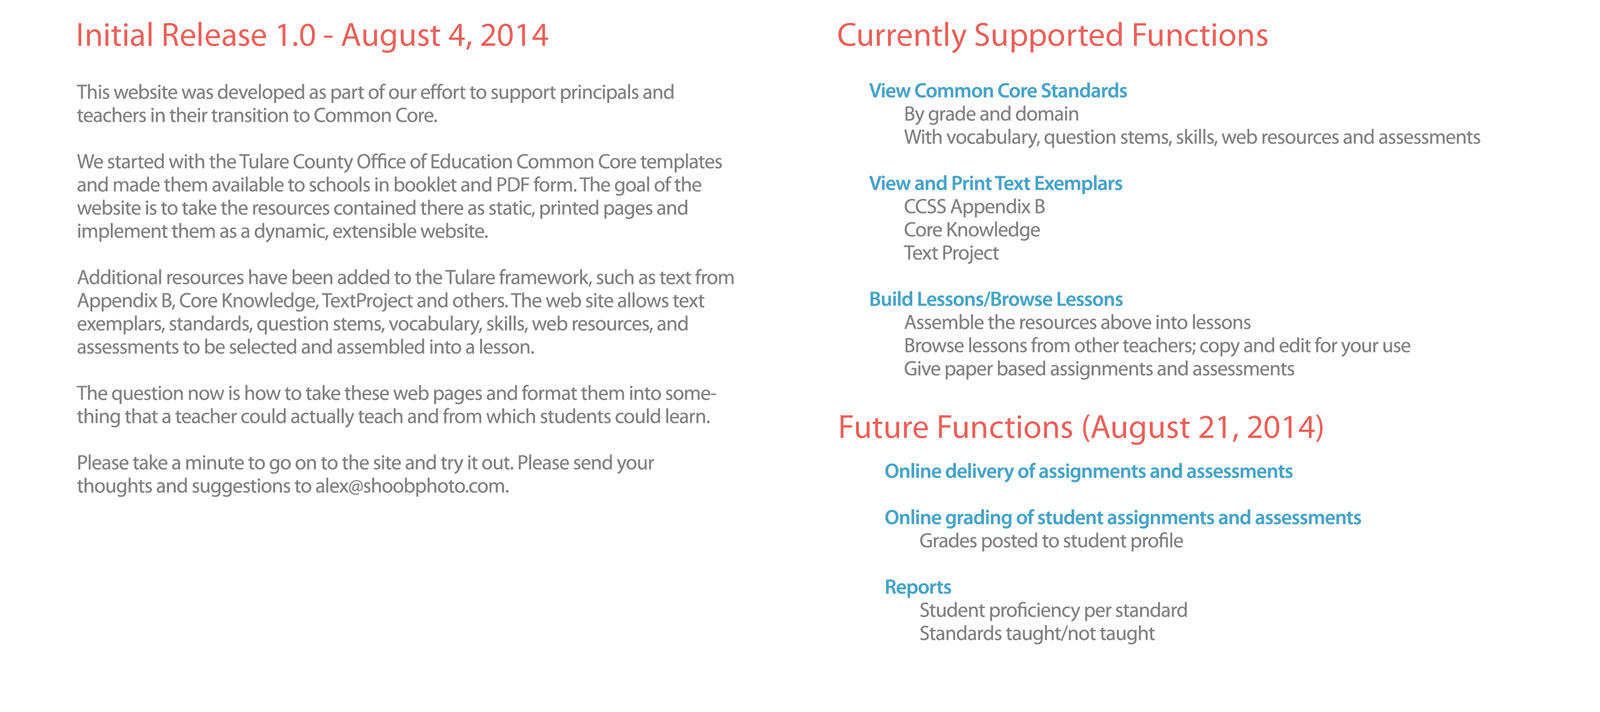 Initial Release 1.0 - August 4, 2014
This website was developed as part of our effort to support principals and
teachers in their transition to Common Core.
We started with the Tulare County Office of Education Common Core templates
and made them available to schools in booklet and PDF form. The goal of the
website is to take the resources contained there as static, printed pages and
implement them as a dynamic, extensible website.
Additional resources have been added to the Tulare framework, such as text from
Appendix B, Core Knowledge, TextProject and others. The web site allows text
exemplars, standards, question stems, vocabulary, skills, web resources, and
assessments to be selected and assembled into a lesson.
The question now is how to take these web pages and format them into some-
thing that a teacher could actually teach and from which students could learn.
Please take a minute to go on to the site and try it out. Please send your
thoughts and suggestions to alex@shoobphoto.com.
Currently Supported Functions
View Common Core Standards
By grade and domain
With vocabulary, question stems, skills, web resources and assessments
View and Print Text Exemplars
CCSS Appendix B
Core Knowledge
Text Project
Build Lessons/Browse Lessons
Assemble the resources above into lessons
Browse lessons from other teachers; copy and edit for your use
Give paper based assignments and assessments
Future Functions (August 21, 2014)
Online delivery of assignments and assessments
Online grading of student assignments and assessments
Grades posted to student profile
Reports
Student proficiency per standard
Standards taught/not taught